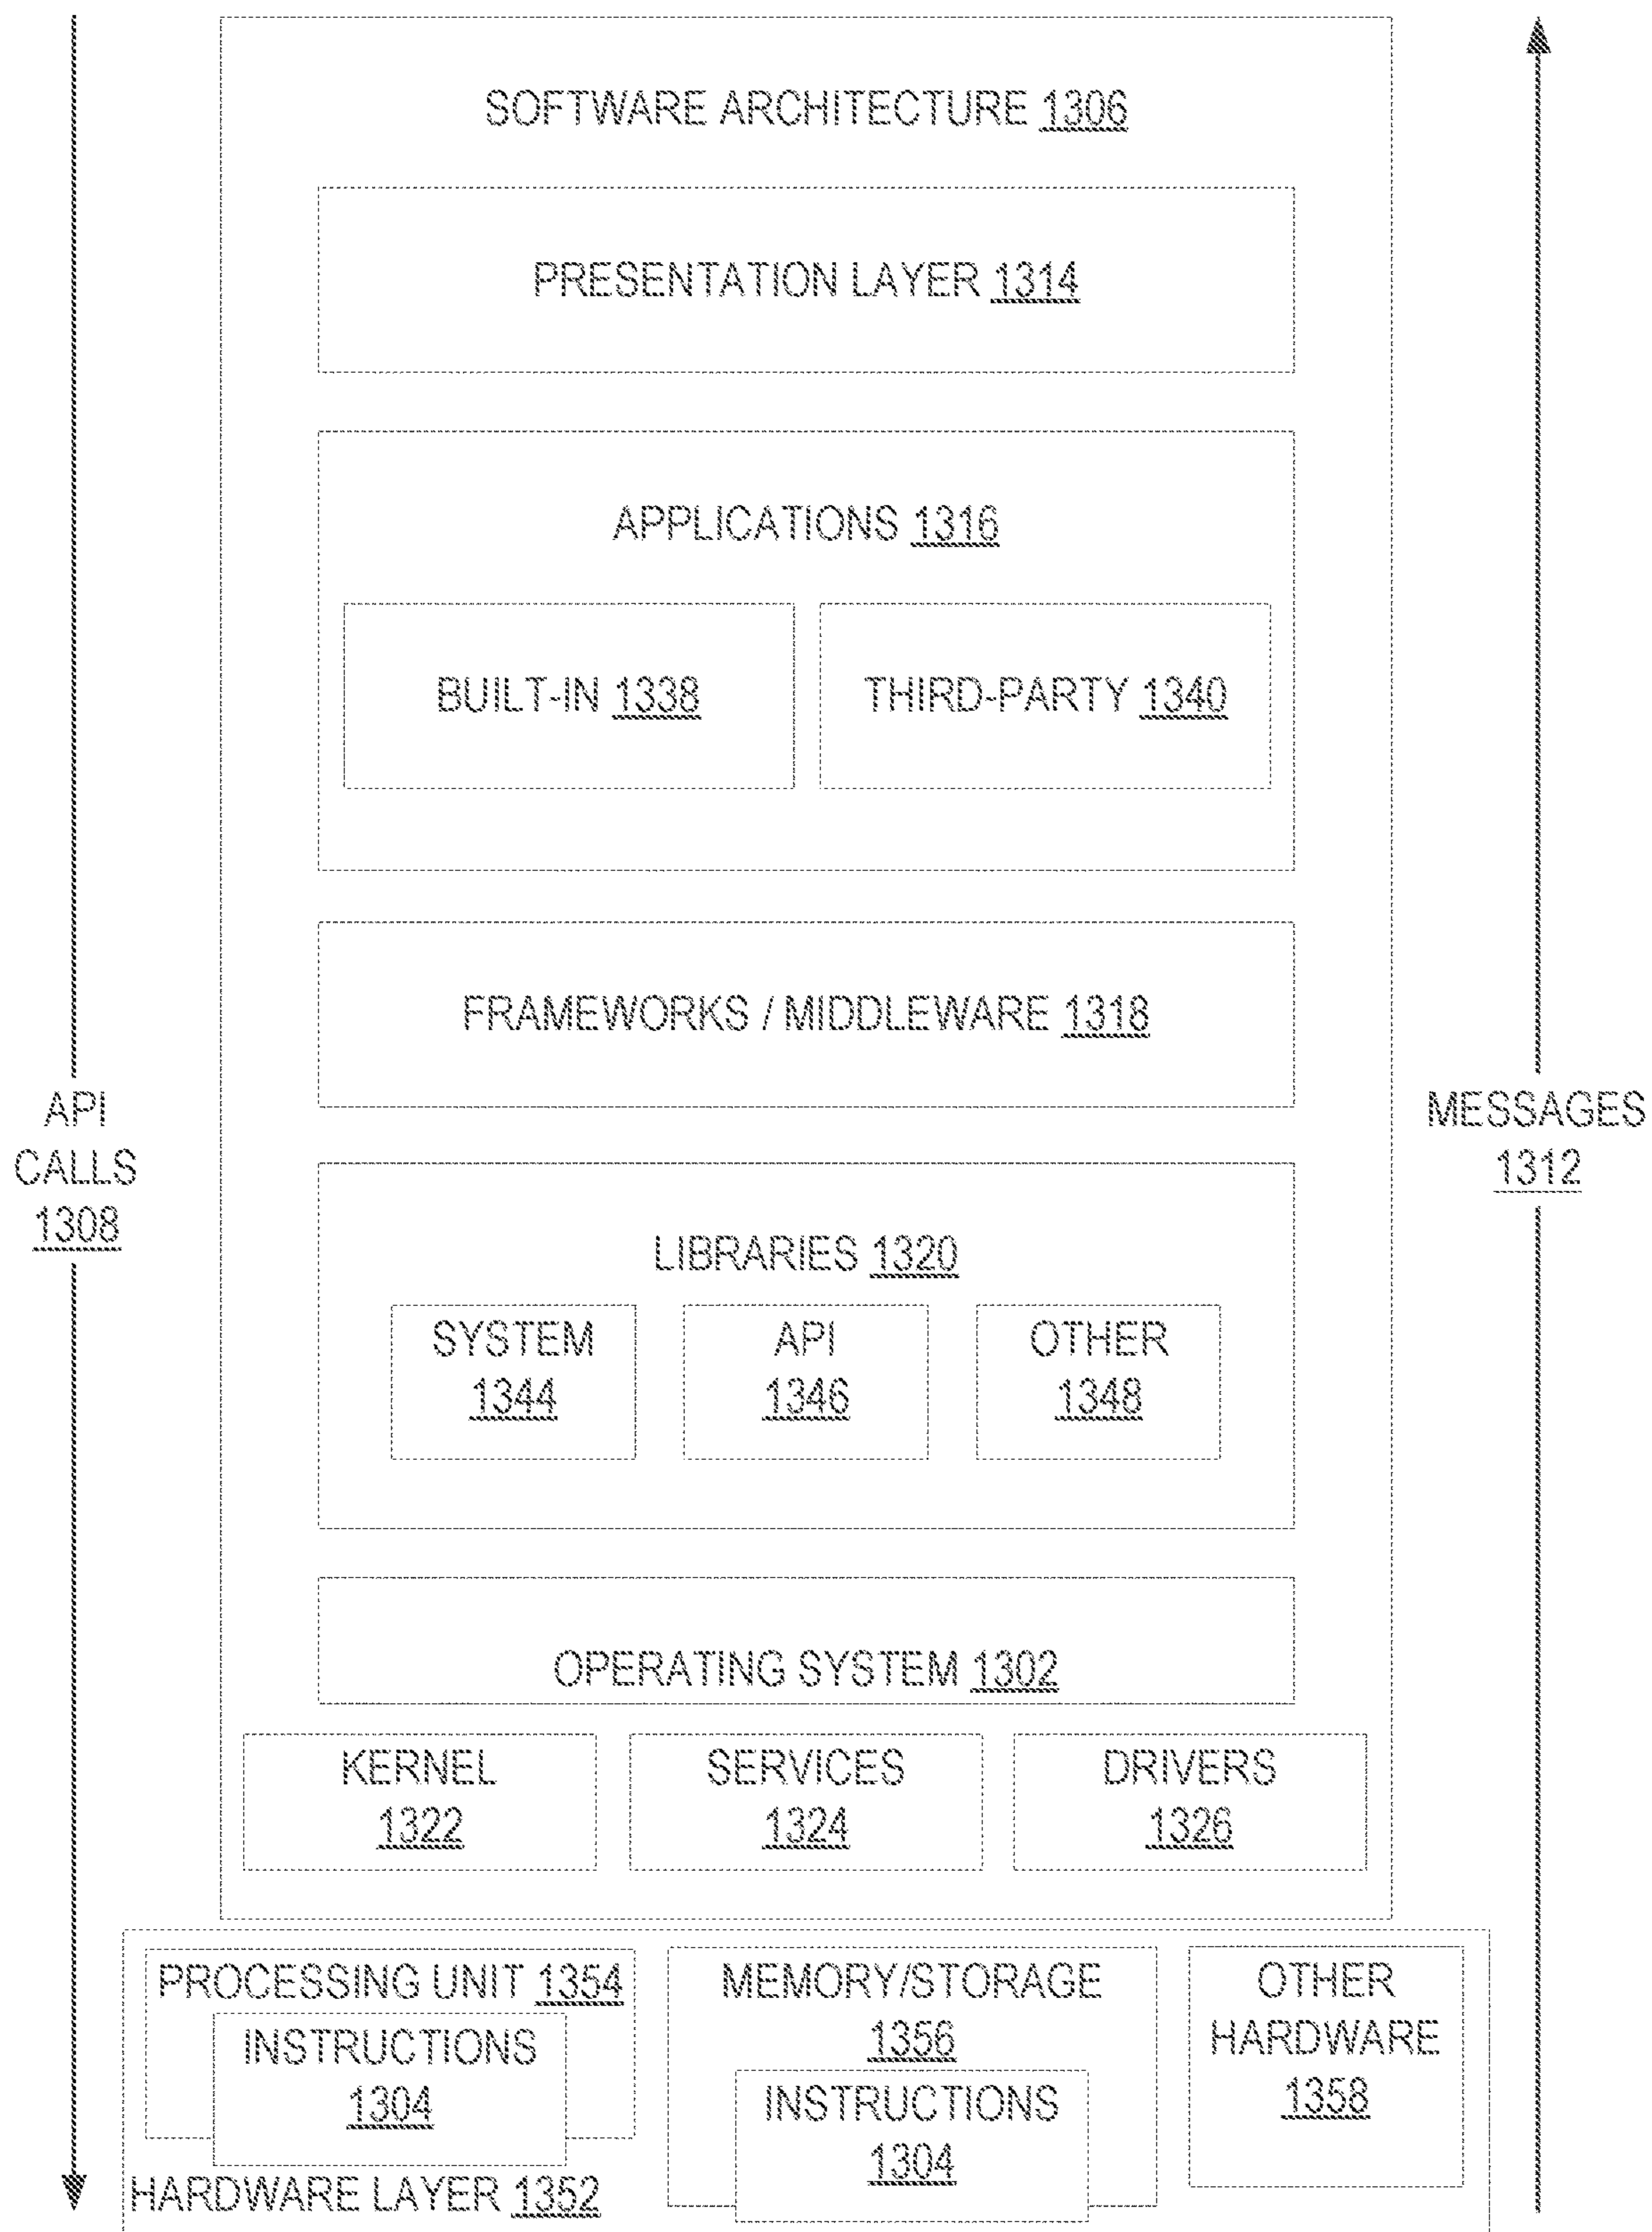 SOFTWARE ARCHITECTURE 1306
PRESENTATION LAYER 1314
APPLICATIONS 1316
BUILT-IN 1338
THIRD-PARTY 1340
FRAMEWORKS / MIDDLEWARE 1318
API
CALLS
1308
MESSAGES
1312
LIBRARIES 1320
SYSTEM
1344
API
1346
OTHER
1348
OPERATING SYSTEM 1302
KERNEL
1322
SERVICES
1324
DRIVERS
1326
PROCESSING UNIT 1354
INSTRUCTIONS
1304
MEMORY/STORAGE
1356
INSTRUCTIONS
1304
OTHER
HARDWARE
1358
HARDWARE LAYER 1352